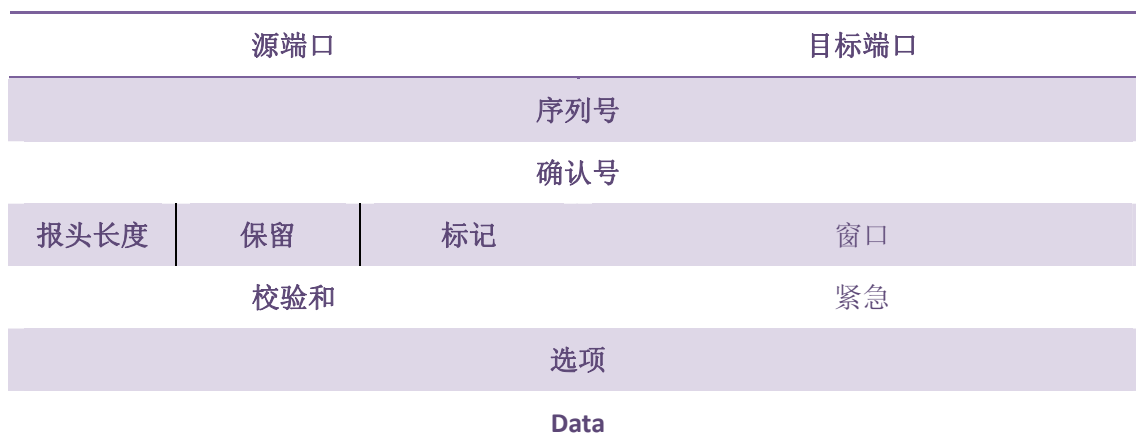 源端口 目标端口
序列号
确认号
报头长度 保留 标记 窗口
校验和 紧急
选项
Data